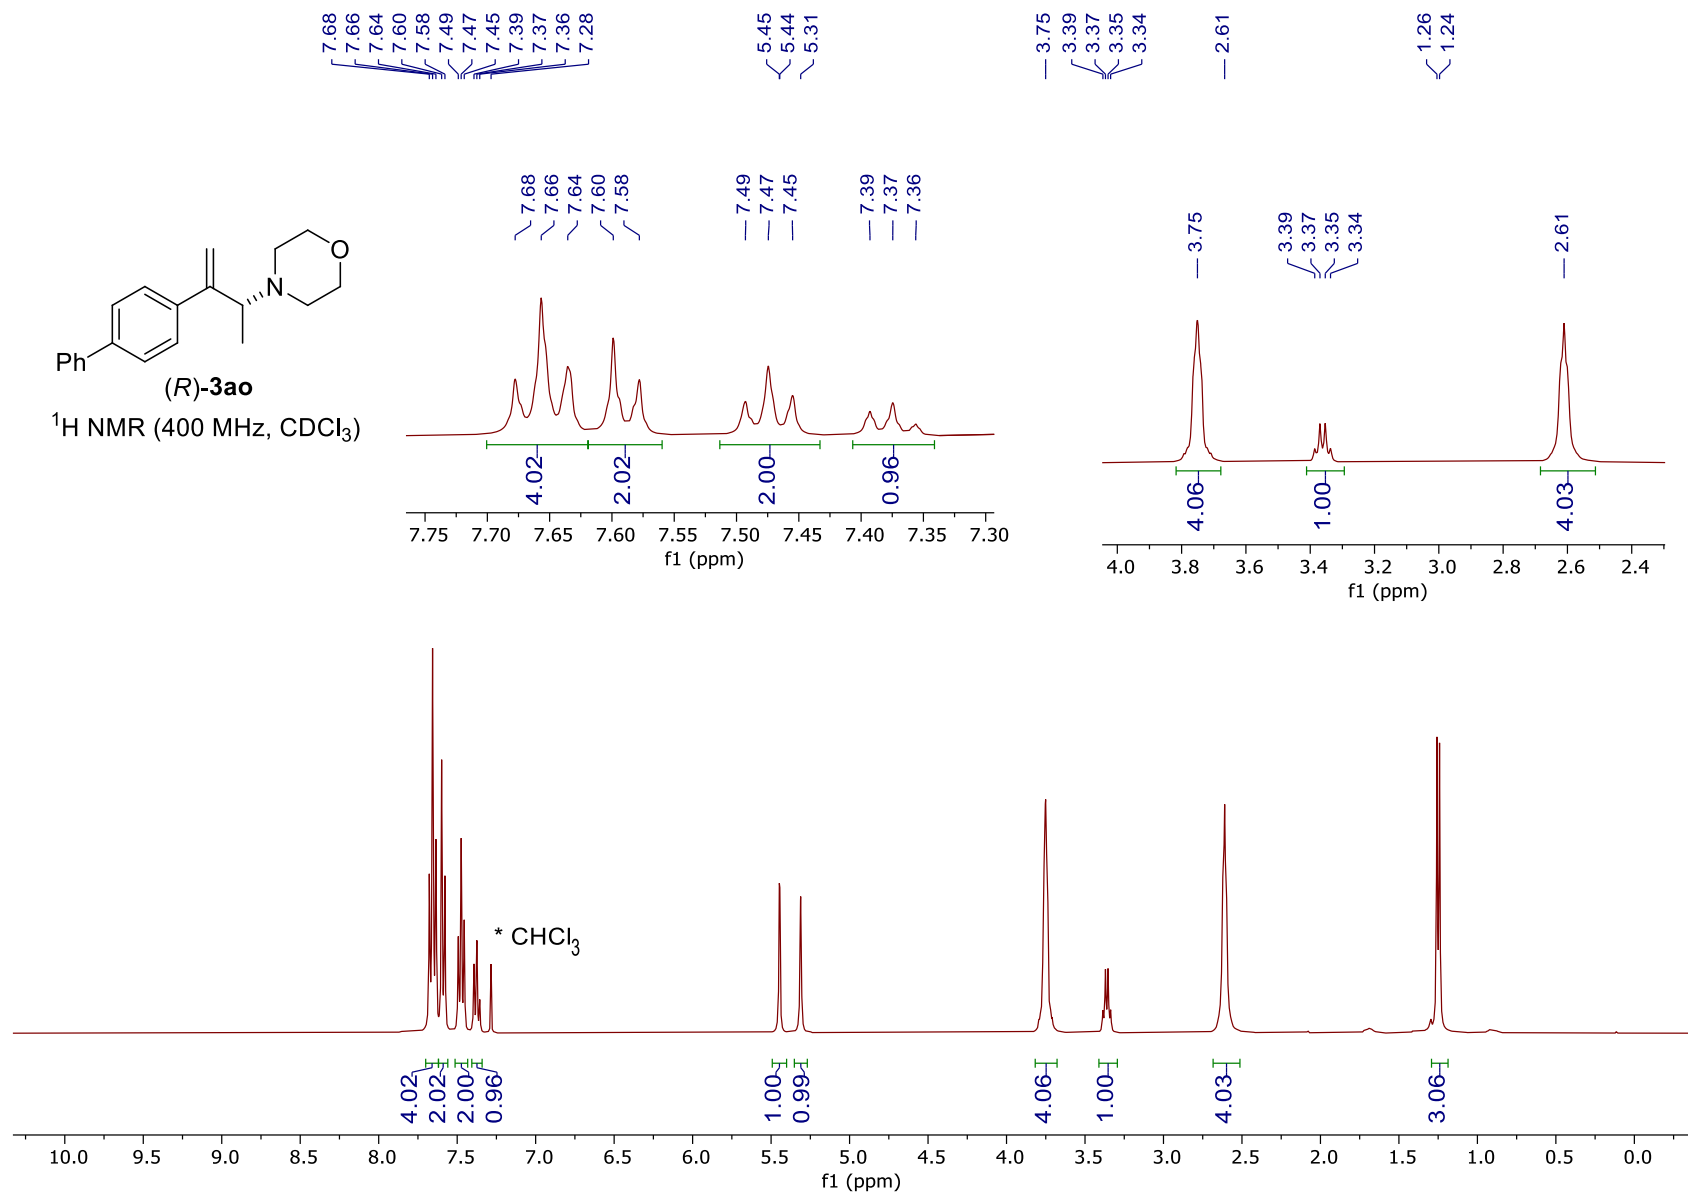 7.68 7.66 7.64 7.60 7.58 7.49 7.47 7.45 7.39 7.37 7.36 7.28 5.45 5.44 5.31 3.75 3.39 3.37 3.35 3.34 2.61 1.26 1.24
7.68 7.66 7.64 7.60 7.58 7.49 7.47 7.45 7.39 7.37 7.36
3.75 3.39 3.37 3.35 3.34 2.61
O
N
Ph
(R)-3ao
¹H NMR (400 MHz, CDCl₃)
4.02 2.02 2.00 0.96
7.75 7.70 7.65 7.60 7.55 7.50 7.45 7.40 7.35 7.30
f1 (ppm)
4.06 1.00 4.03
4.0 3.8 3.6 3.4 3.2 3.0 2.8 2.6 2.4
f1 (ppm)
* CHCl₃
4.02 2.02 2.00 0.96 1.00 0.99 4.06 1.00 4.03 3.06
10.0 9.5 9.0 8.5 8.0 7.5 7.0 6.5 6.0 5.5 5.0 4.5 4.0 3.5 3.0 2.5 2.0 1.5 1.0 0.5 0.0
f1 (ppm)